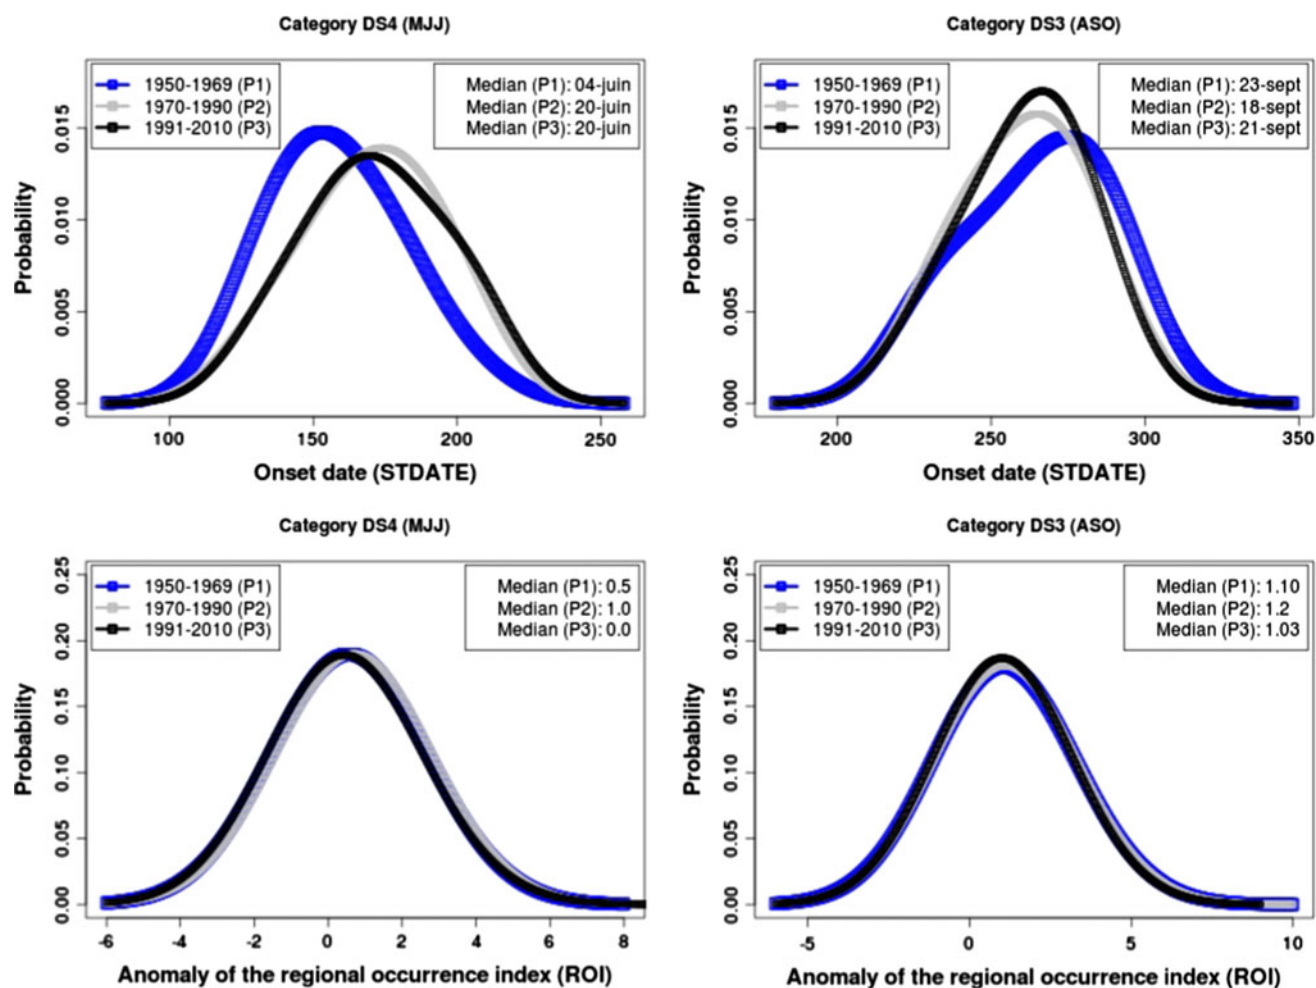 Category DS4 (MJJ)
1950-1969 (P1)
1970-1990 (P2)
1991-2010 (P3)
Median (P1): 04-juin
Median (P2): 20-juin
Median (P3): 20-juin
Probability
0.015
0.010
0.005
0.000
100 150 200 250
Onset date (STDATE)
Category DS3 (ASO)
1950-1969 (P1)
1970-1990 (P2)
1991-2010 (P3)
Median (P1): 23-sept
Median (P2): 18-sept
Median (P3): 21-sept
Probability
0.015
0.010
0.005
0.000
200 250 300 350
Onset date (STDATE)
Category DS4 (MJJ)
1950-1969 (P1)
1970-1990 (P2)
1991-2010 (P3)
Median (P1): 0.5
Median (P2): 1.0
Median (P3): 0.0
Probability
0.25
0.20
0.15
0.10
0.05
0.00
-6 -4 -2 0 2 4 6 8
Anomaly of the regional occurrence index (ROI)
Category DS3 (ASO)
1950-1969 (P1)
1970-1990 (P2)
1991-2010 (P3)
Median (P1): 1.10
Median (P2): 1.2
Median (P3): 1.03
Probability
0.25
0.20
0.15
0.10
0.05
0.00
-5 0 5 10
Anomaly of the regional occurrence index (ROI)